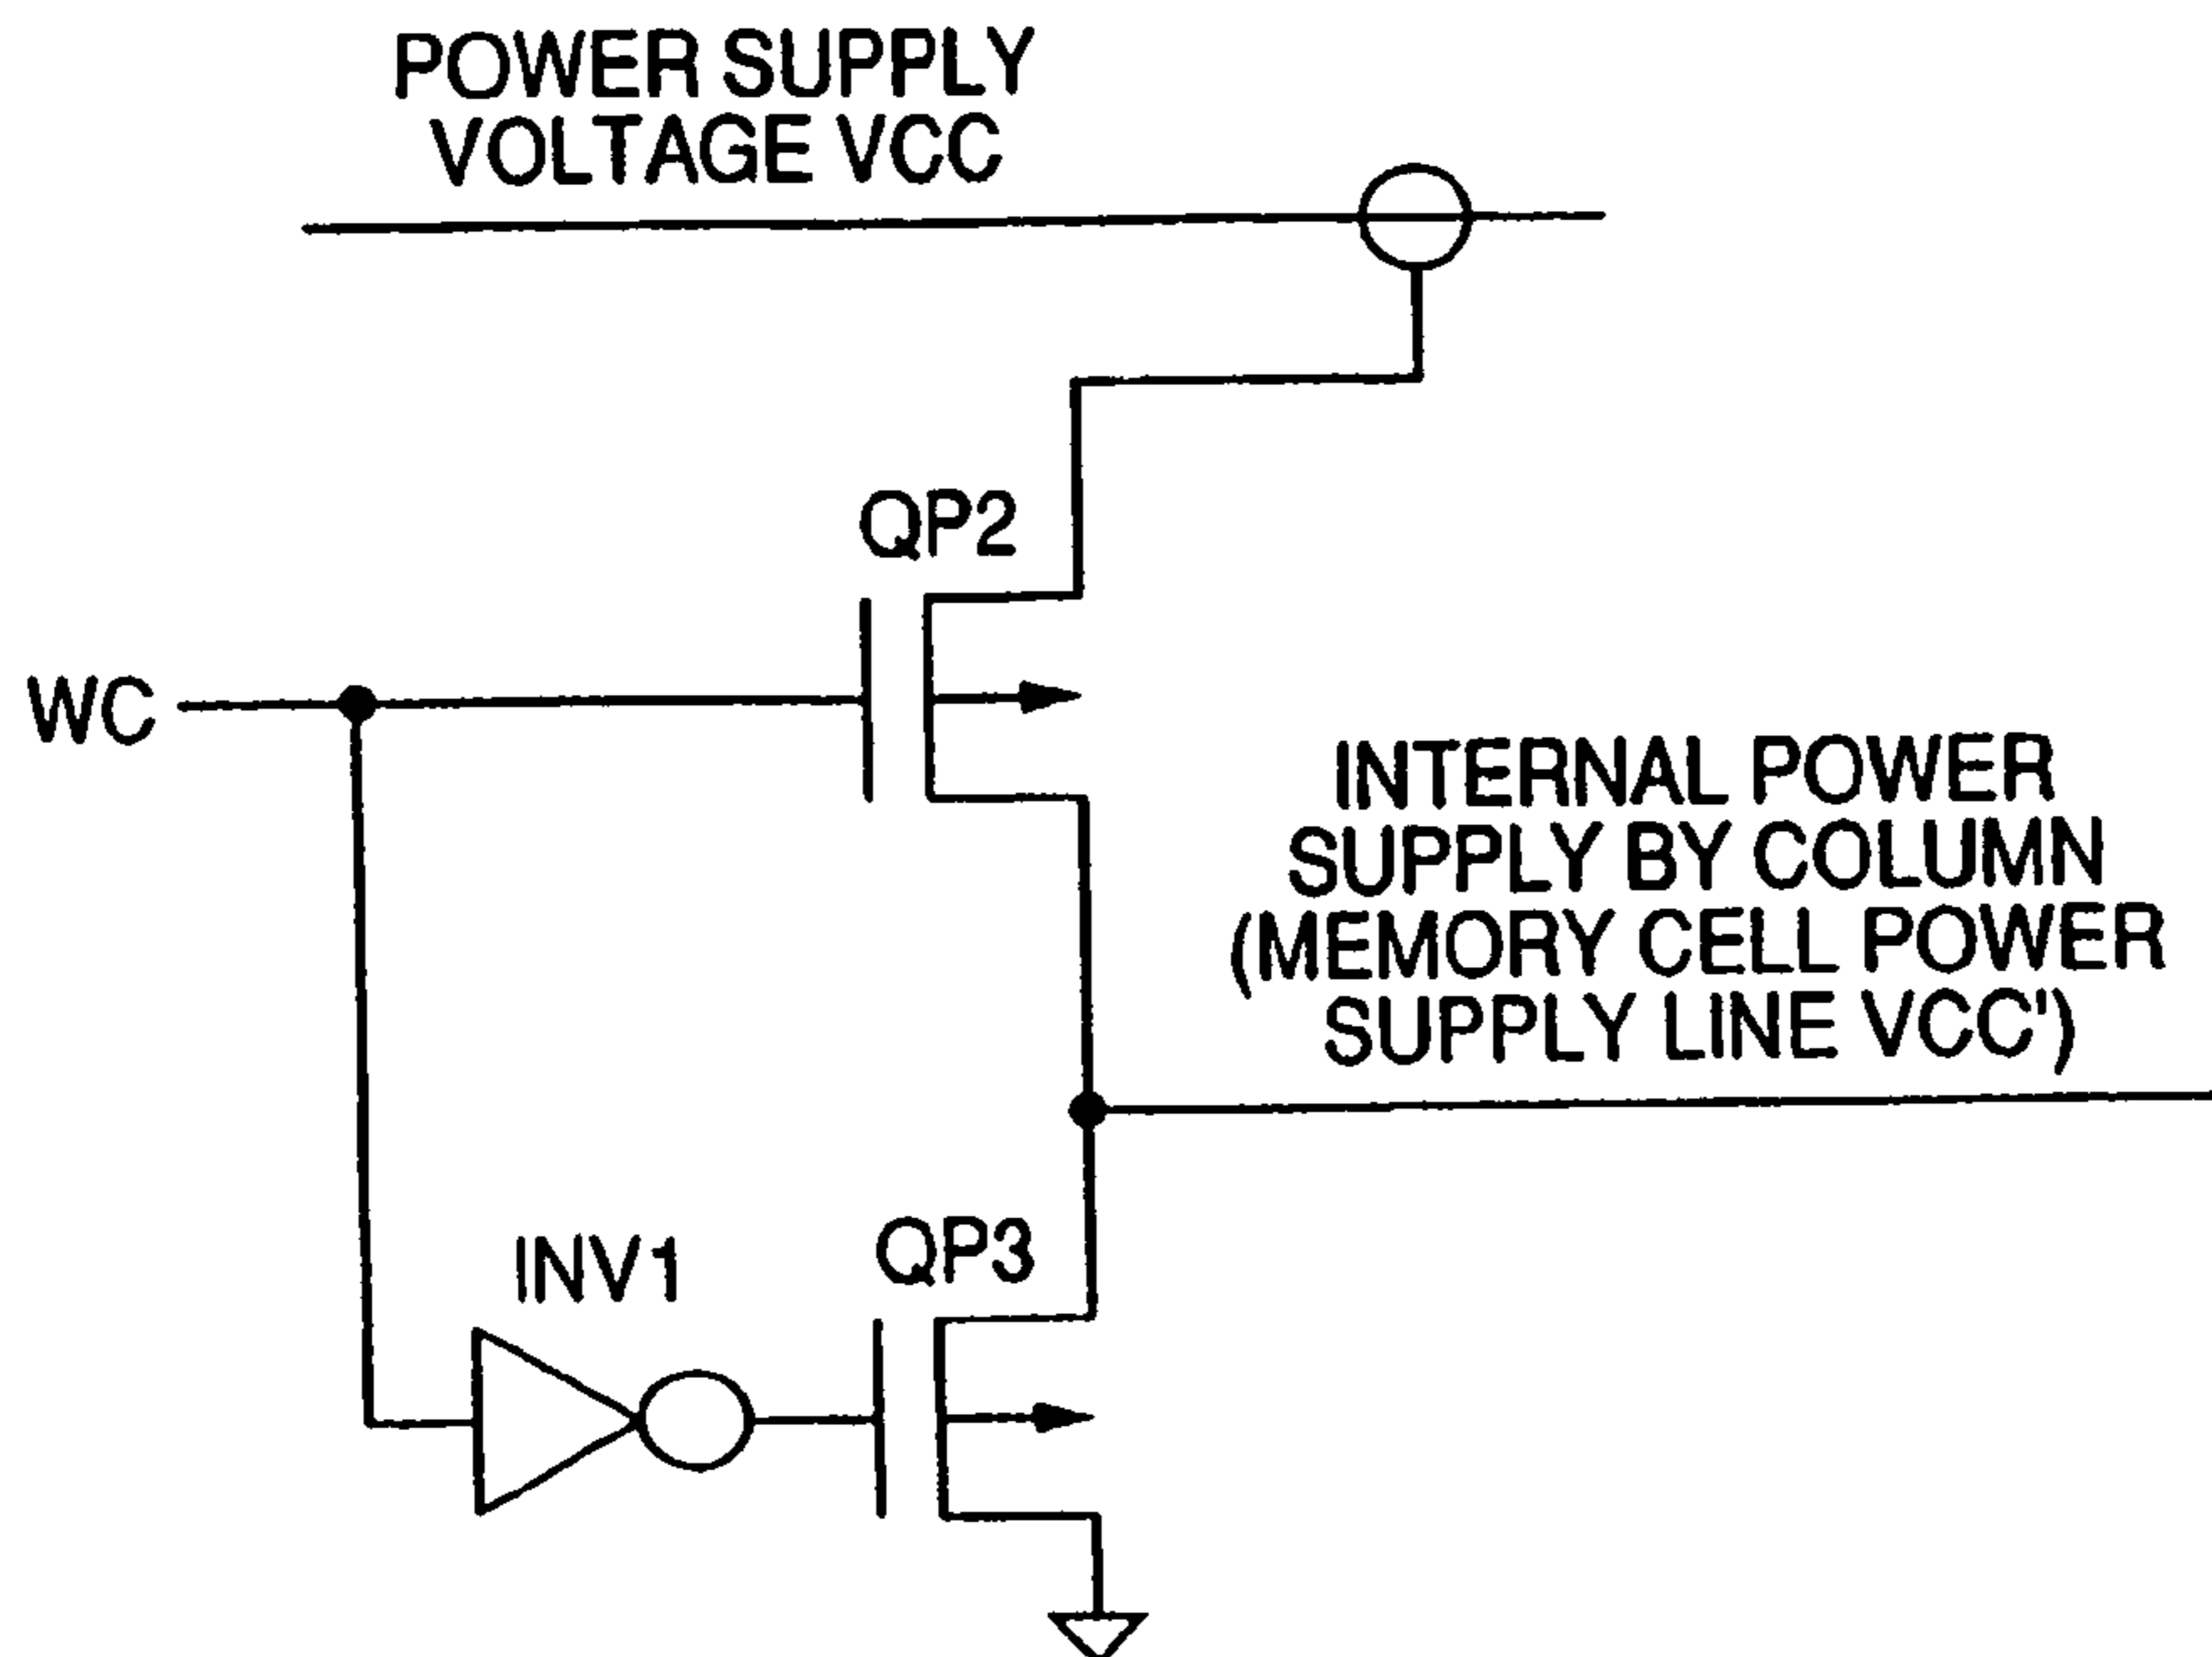 POWER SUPPLY
VOLTAGE VCC
QP2
WC
INTERNAL POWER
SUPPLY BY COLUMN
(MEMORY CELL POWER
SUPPLY LINE VCC')
INV1
QP3